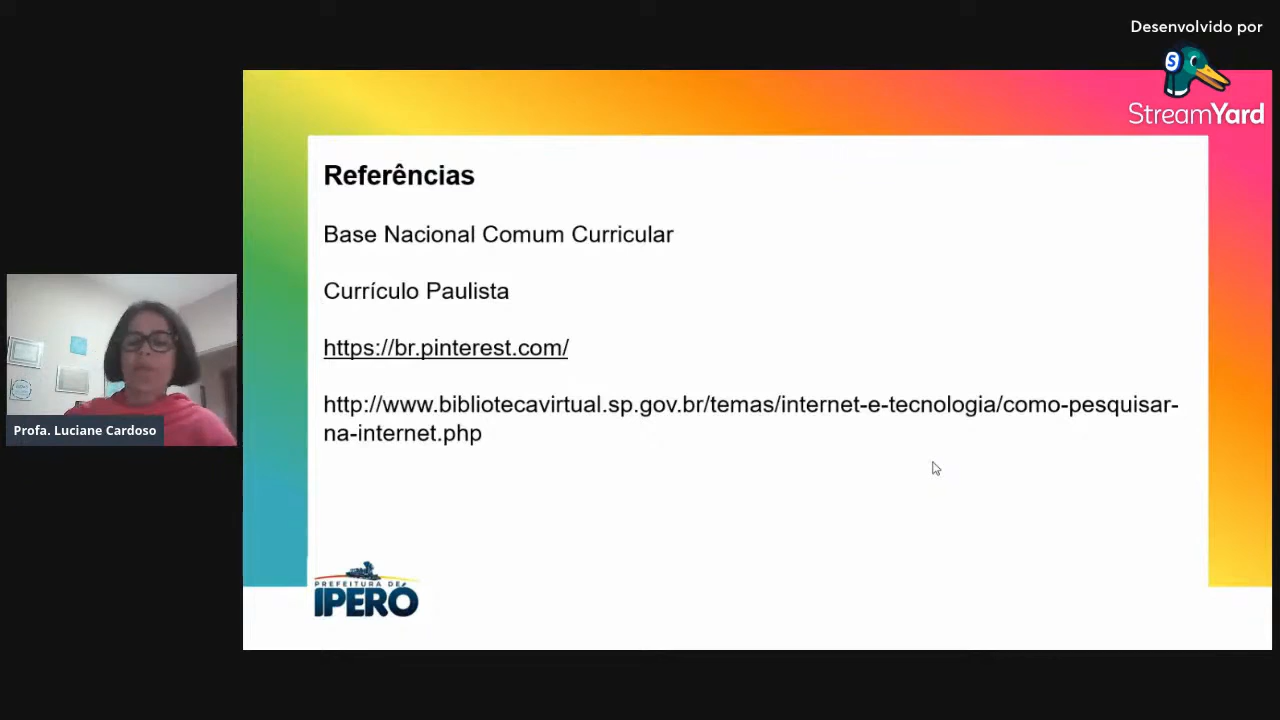 Desenvolvido por
StreamYard
Referências
Base Nacional Comum Curricular
Currículo Paulista
https://br.pinterest.com/
http://www.bibliotecavirtual.sp.gov.br/temas/internet-e-tecnologia/como-pesquisar-
na-internet.php
Profa. Luciane Cardoso
PREFEITURA DE
IPERÓ